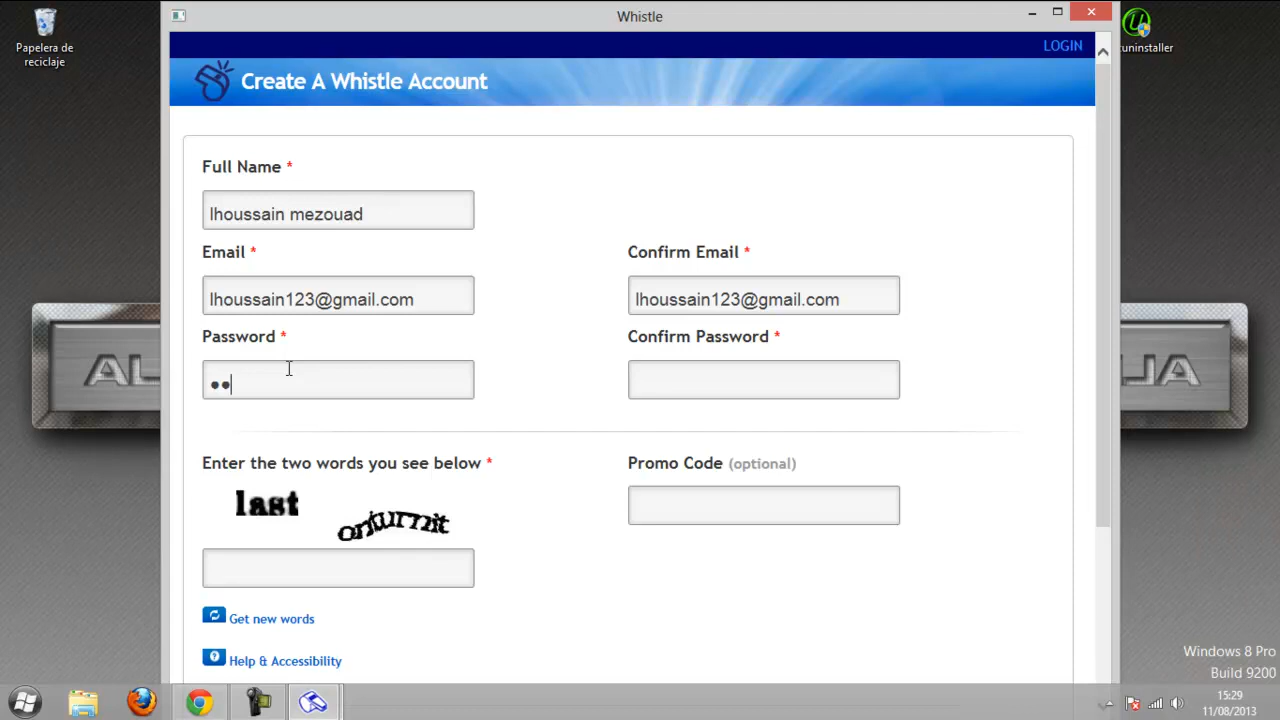 Papelera de
reciclaje
Whistle
uninstaller
LOGIN
Create A Whistle Account
Full Name *
lhoussain mezouad
Email *
Confirm Email *
lhoussain123@gmail.com
lhoussain123@gmail.com
Password *
Confirm Password *
●●
Enter the two words you see below *
Promo Code (optional)
last onturnit
Get new words
Help & Accessibility
Windows 8 Pro
Build 9200
15:29
11/08/2013